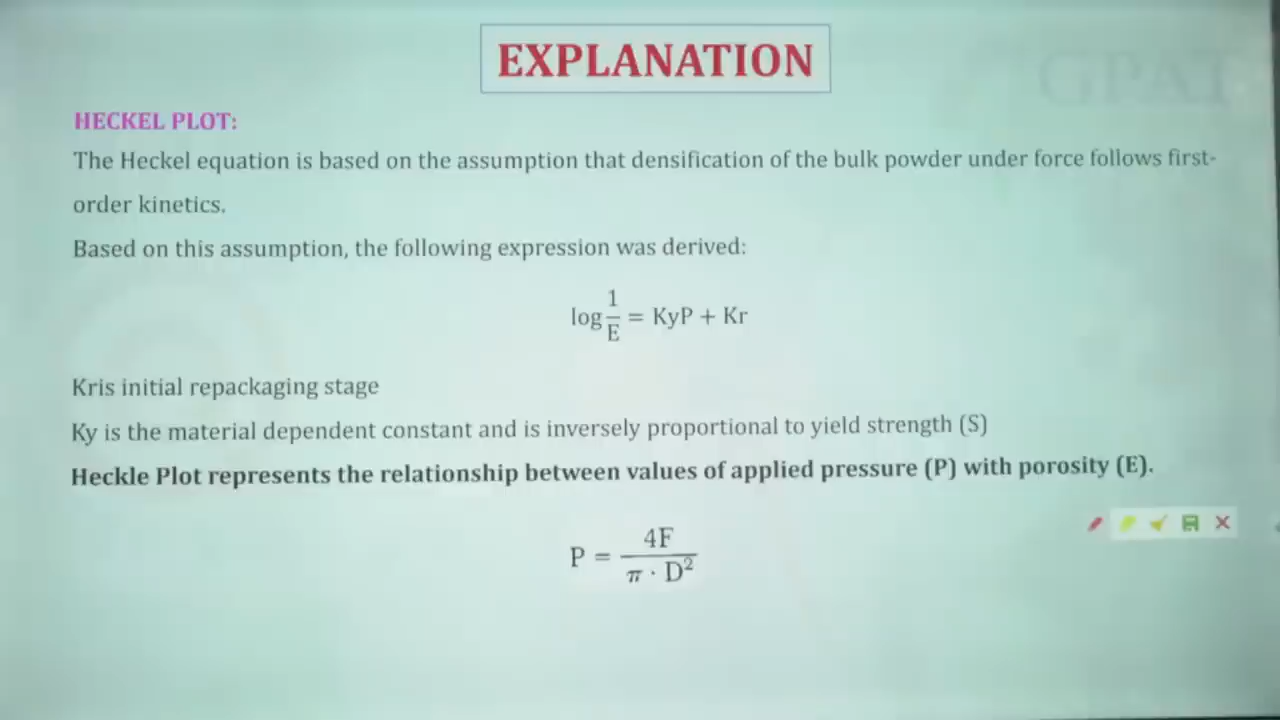 EXPLANATION
GPAT
HECKEL PLOT:
The Heckel equation is based on the assumption that densification of the bulk powder under force follows first-
order kinetics.
Based on this assumption, the following expression was derived:
log 1/E = KyP + Kr
Kris initial repackaging stage
Ky is the material dependent constant and is inversely proportional to yield strength (S)
Heckle Plot represents the relationship between values of applied pressure (P) with porosity (E).
P = 4F / π · D²